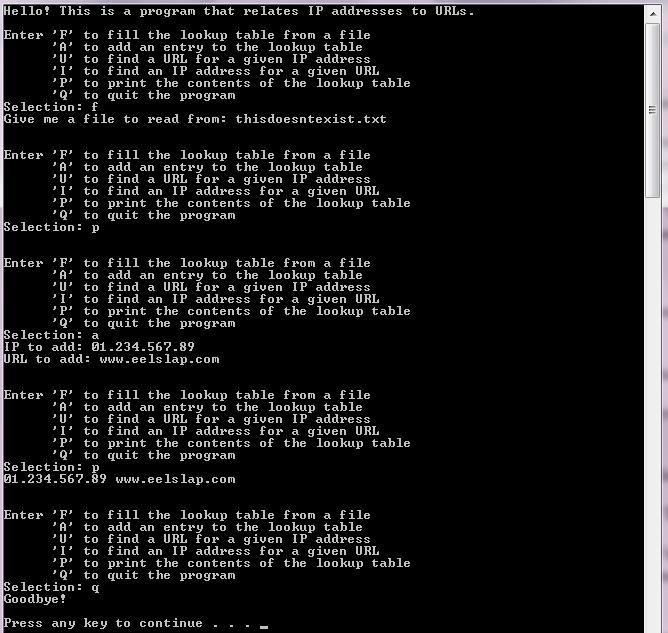 Hello! This is a program that relates IP addresses to URLs.
Enter 'F' to fill the lookup table from a file
'A' to add an entry to the lookup table
'U' to find a URL for a given IP address
'I' to find an IP address for a given URL
'P' to print the contents of the lookup table
'Q' to quit the program
Selection: f
Give me a file to read from: thisdoesntexist.txt
Enter 'F' to fill the lookup table from a file
'A' to add an entry to the lookup table
'U' to find a URL for a given IP address
'I' to find an IP address for a given URL
'P' to print the contents of the lookup table
'Q' to quit the program
Selection: p
Enter 'F' to fill the lookup table from a file
'A' to add an entry to the lookup table
'U' to find a URL for a given IP address
'I' to find an IP address for a given URL
'P' to print the contents of the lookup table
'Q' to quit the program
Selection: a
IP to add: 01.234.567.89
URL to add: www.eelslap.com
Enter 'F' to fill the lookup table from a file
'A' to add an entry to the lookup table
'U' to find a URL for a given IP address
'I' to find an IP address for a given URL
'P' to print the contents of the lookup table
'Q' to quit the program
Selection: p
01.234.567.89 www.eelslap.com
Enter 'F' to fill the lookup table from a file
'A' to add an entry to the lookup table
'U' to find a URL for a given IP address
'I' to find an IP address for a given URL
'P' to print the contents of the lookup table
'Q' to quit the program
Selection: q
Goodbye!
Press any key to continue . . . _